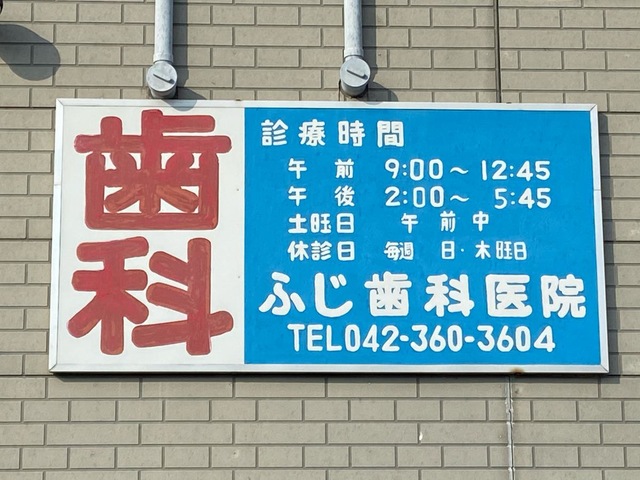 歯科
診療時間
午前 9:00～12:45
午後 2:00～5:45
土旺日 午前中
休診日 毎週 日·木旺日
ふじ歯科医院
TEL042-360-3604